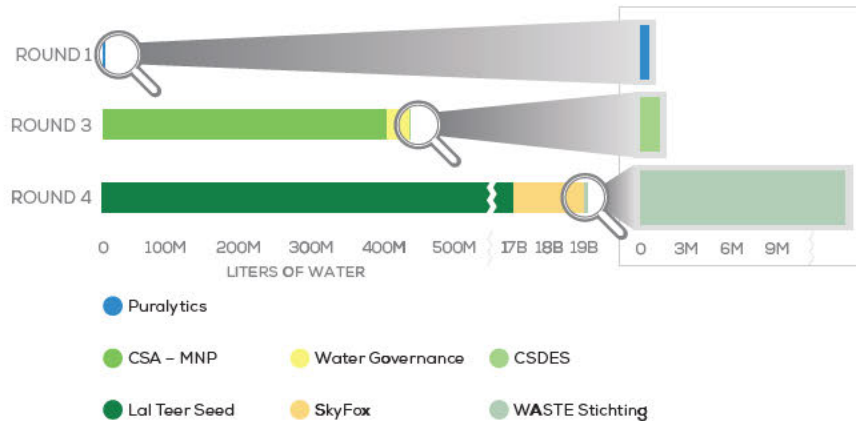 ROUND 1
ROUND 3
ROUND 4
0 100M 200M 300M 400M 500M 17B 18B 19B 0 3M 6M 9M
LITERS OF WATER
Puralytics
CSA – MNP Water Governance CSDES
Lal Teer Seed SkyFox WASTE Stichting